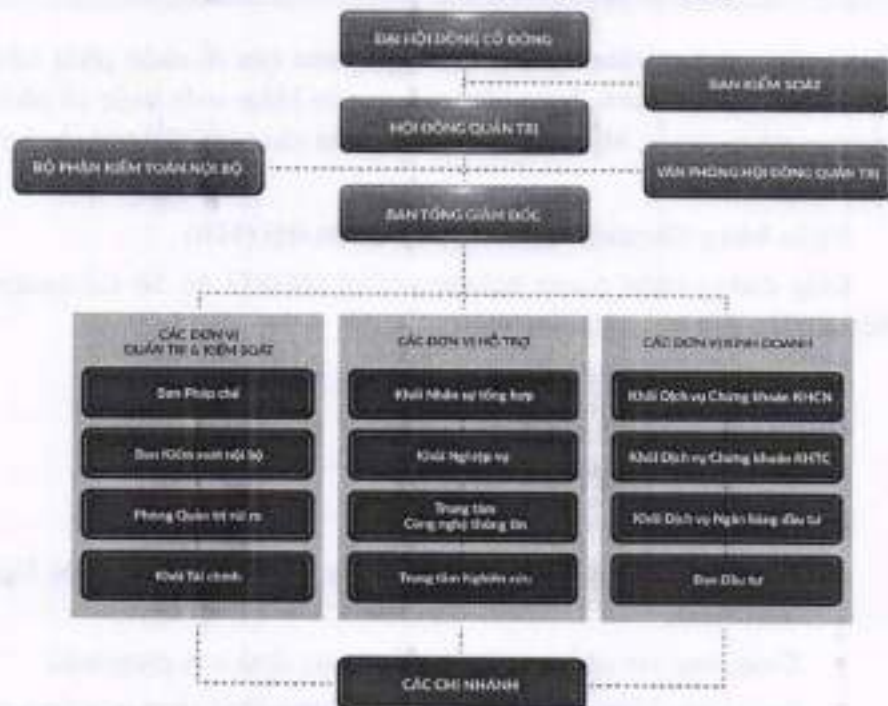 ĐẠI HỘI ĐỒNG CỔ ĐÔNG
BAN KIỂM SOÁT
HỘI ĐỒNG QUẢN TRỊ
BỘ PHẬN KIỂM TOÁN NỘI BỘ
VĂN PHÒNG HỘI ĐỒNG QUẢN TRỊ
BAN TỔNG GIÁM ĐỐC
CÁC ĐƠN VỊ
QUẢN TRỊ & KIỂM SOÁT
CÁC ĐƠN VỊ HỖ TRỢ
CÁC ĐƠN VỊ KINH DOANH
Ban Pháp chế
Khối Nhân sự tổng hợp
Khối Dịch vụ Chứng khoán KHCN
Ban Kiểm soát nội bộ
Khối Nghiệp vụ
Khối Dịch vụ Chứng khoán KHTC
Phòng Quản trị rủi ro
Trung tâm
Công nghệ thông tin
Khối Dịch vụ Ngân hàng đầu tư
Khối Tài chính
Trung tâm Nghiên cứu
Ban Đầu tư
CÁC CHI NHÁNH